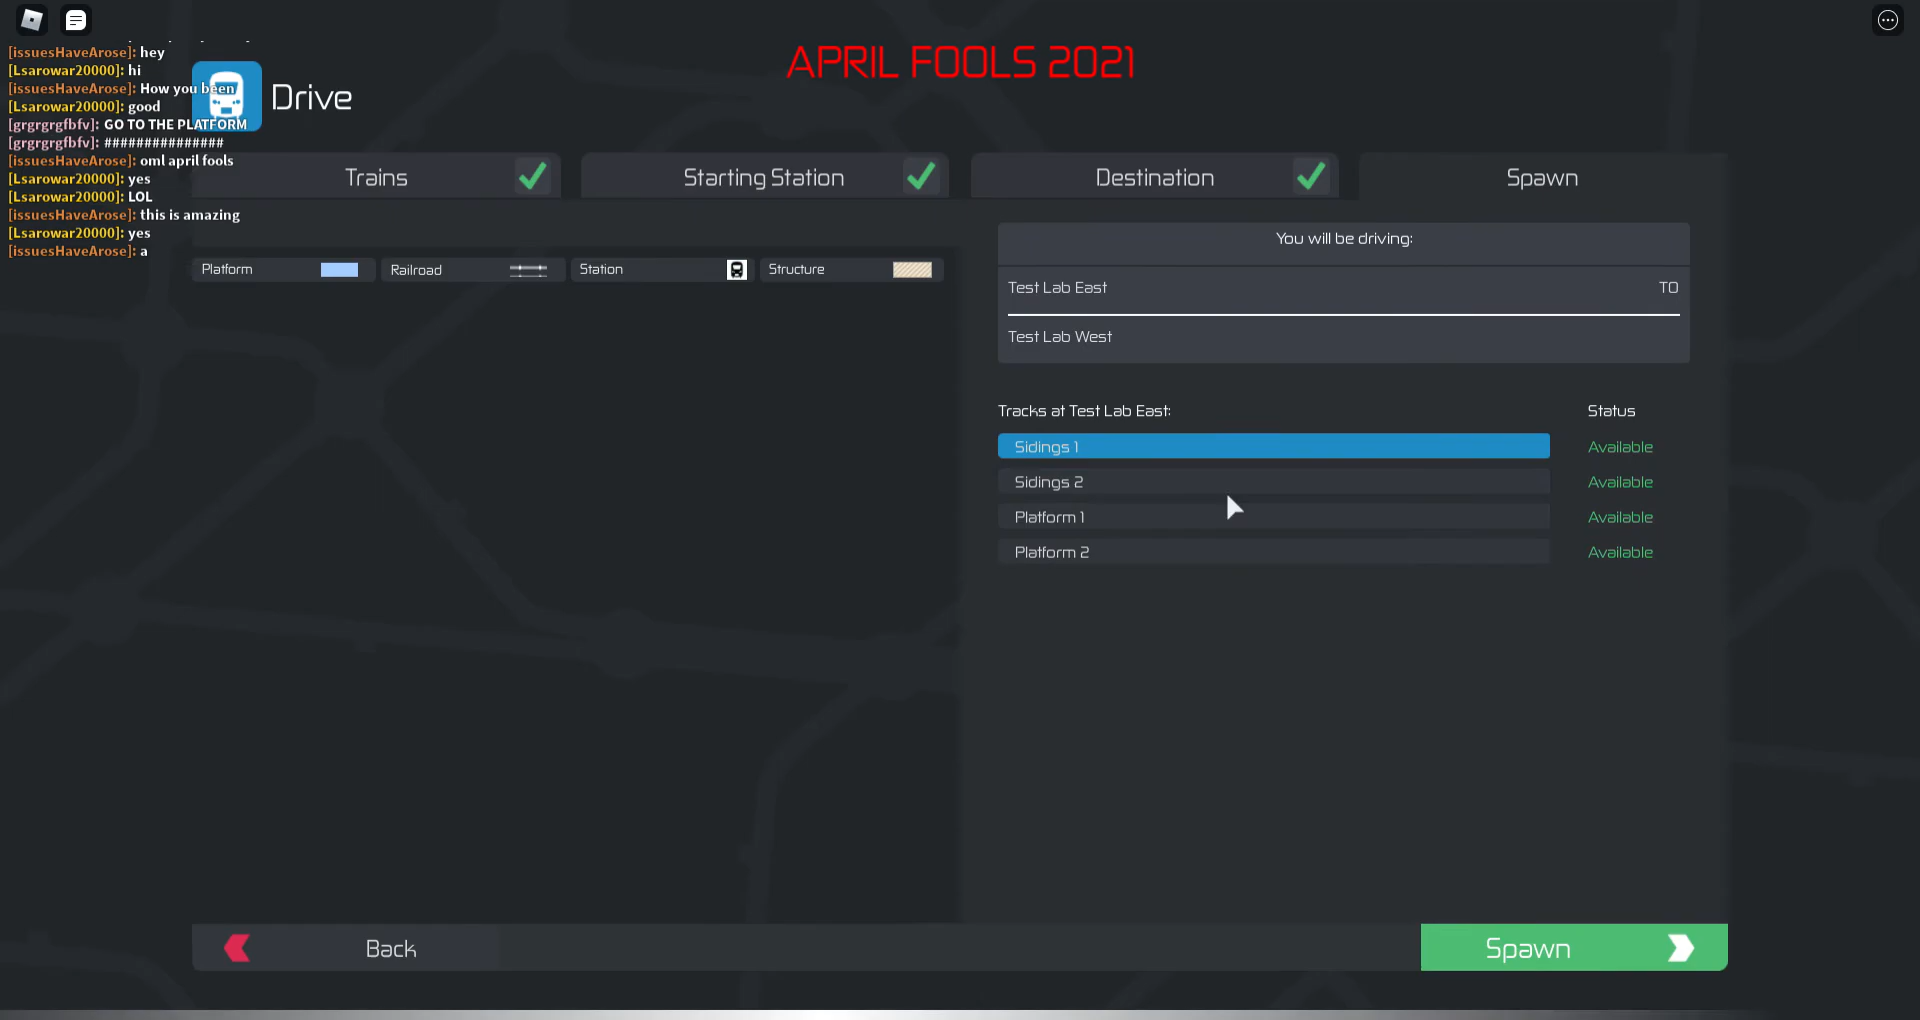 [issuesHaveArose]: hey
[Lsarowar20000]: hi
[issuesHaveArose]: How you been
[Lsarowar20000]: good
[grgrgrgfbfv]: GO TO THE PLATFORM
[grgrgrgfbfv]: ###############
[issuesHaveArose]: oml april fools
[Lsarowar20000]: yes
[Lsarowar20000]: LOL
[issuesHaveArose]: this is amazing
[Lsarowar20000]: yes
[issuesHaveArose]: a
APRIL FOOLS 2021
Drive
Trains
Starting Station
Destination
Spawn
Platform
Railroad
Station
Structure
You will be driving:
Test Lab East TO
Test Lab West
Tracks at Test Lab East: Status
Sidings 1 Available
Sidings 2 Available
Platform 1 Available
Platform 2 Available
Back
Spawn